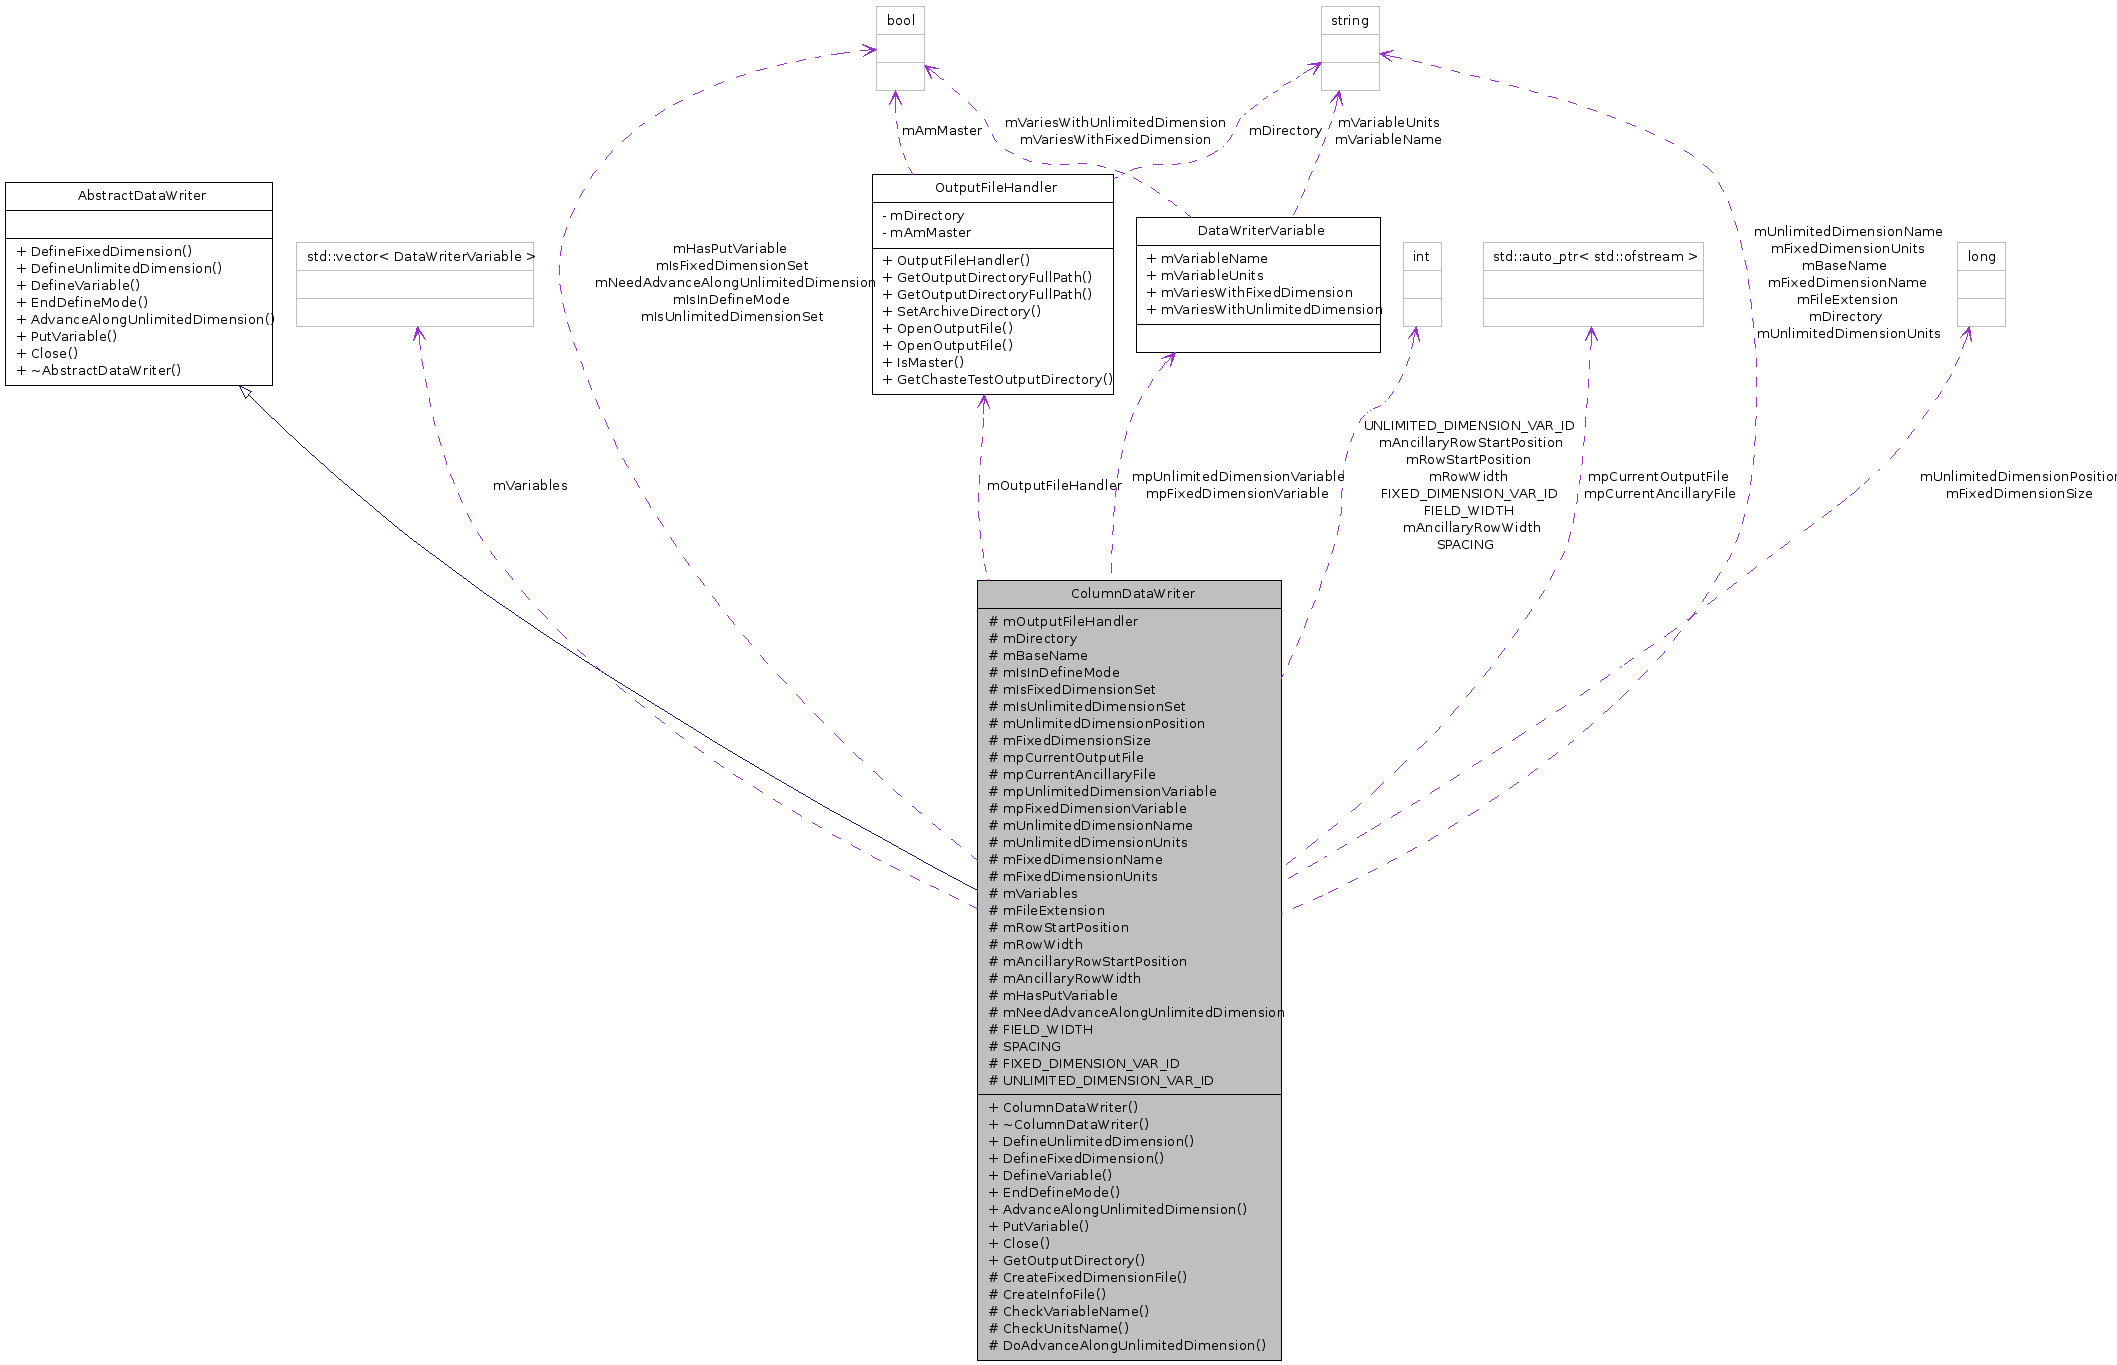 bool
string
mAmMaster
mVariesWithUnlimitedDimension
mVariesWithFixedDimension
mDirectory
mVariableUnits
mVariableName
AbstractDataWriter
+ DefineFixedDimension()
+ DefineUnlimitedDimension()
+ DefineVariable()
+ EndDefineMode()
+ AdvanceAlongUnlimitedDimension()
+ PutVariable()
+ Close()
+ ~AbstractDataWriter()
std::vector< DataWriterVariable >
mHasPutVariable
mIsFixedDimensionSet
mNeedAdvanceAlongUnlimitedDimension
mIsInDefineMode
mIsUnlimitedDimensionSet
OutputFileHandler
- mDirectory
- mAmMaster
+ OutputFileHandler()
+ GetOutputDirectoryFullPath()
+ GetOutputDirectoryFullPath()
+ SetArchiveDirectory()
+ OpenOutputFile()
+ OpenOutputFile()
+ IsMaster()
+ GetChasteTestOutputDirectory()
DataWriterVariable
+ mVariableName
+ mVariableUnits
+ mVariesWithFixedDimension
+ mVariesWithUnlimitedDimension
int
std::auto_ptr< std::ofstream >
mUnlimitedDimensionName
mFixedDimensionUnits
mBaseName
mFixedDimensionName
mFileExtension
mDirectory
mUnlimitedDimensionUnits
long
mVariables
mOutputFileHandler
mpUnlimitedDimensionVariable
mpFixedDimensionVariable
UNLIMITED_DIMENSION_VAR_ID
mAncillaryRowStartPosition
mRowStartPosition
mRowWidth
FIXED_DIMENSION_VAR_ID
FIELD_WIDTH
mAncillaryRowWidth
SPACING
mpCurrentOutputFile
mpCurrentAncillaryFile
mUnlimitedDimensionPosition
mFixedDimensionSize
ColumnDataWriter
# mOutputFileHandler
# mDirectory
# mBaseName
# mIsInDefineMode
# mIsFixedDimensionSet
# mIsUnlimitedDimensionSet
# mUnlimitedDimensionPosition
# mFixedDimensionSize
# mpCurrentOutputFile
# mpCurrentAncillaryFile
# mpUnlimitedDimensionVariable
# mpFixedDimensionVariable
# mUnlimitedDimensionName
# mUnlimitedDimensionUnits
# mFixedDimensionName
# mFixedDimensionUnits
# mVariables
# mFileExtension
# mRowStartPosition
# mRowWidth
# mAncillaryRowStartPosition
# mAncillaryRowWidth
# mHasPutVariable
# mNeedAdvanceAlongUnlimitedDimension
# FIELD_WIDTH
# SPACING
# FIXED_DIMENSION_VAR_ID
# UNLIMITED_DIMENSION_VAR_ID
+ ColumnDataWriter()
+ ~ColumnDataWriter()
+ DefineUnlimitedDimension()
+ DefineFixedDimension()
+ DefineVariable()
+ EndDefineMode()
+ AdvanceAlongUnlimitedDimension()
+ PutVariable()
+ Close()
+ GetOutputDirectory()
# CreateFixedDimensionFile()
# CreateInfoFile()
# CheckVariableName()
# CheckUnitsName()
# DoAdvanceAlongUnlimitedDimension()